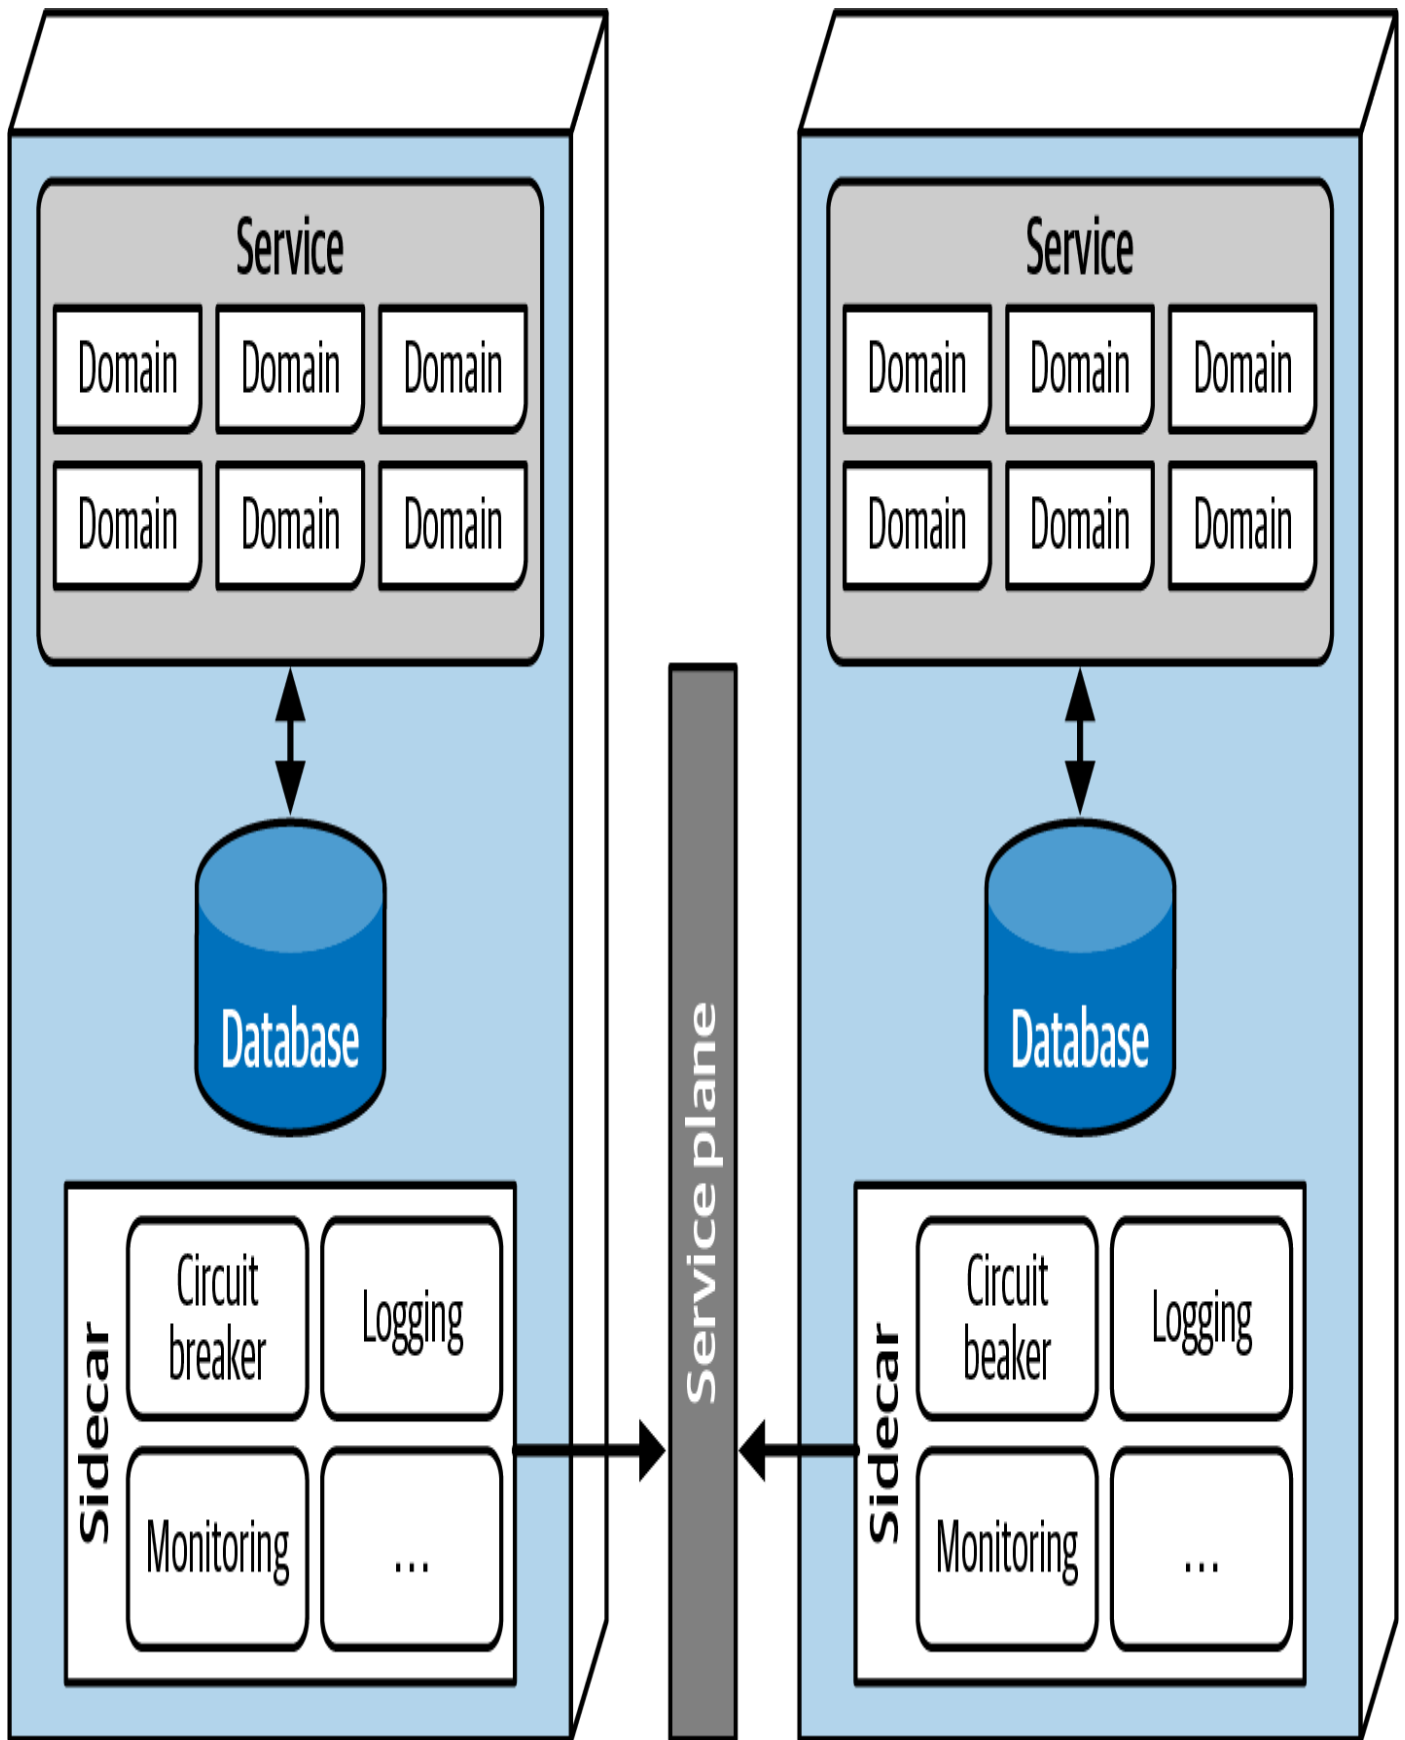 Service
Domain
Domain
Domain
Domain
Domain
Domain
Database
Sidecar
Circuit
breaker
Logging
Monitoring
...
Service plane
Service
Domain
Domain
Domain
Domain
Domain
Domain
Database
Sidecar
Circuit
beaker
Logging
Monitoring
...